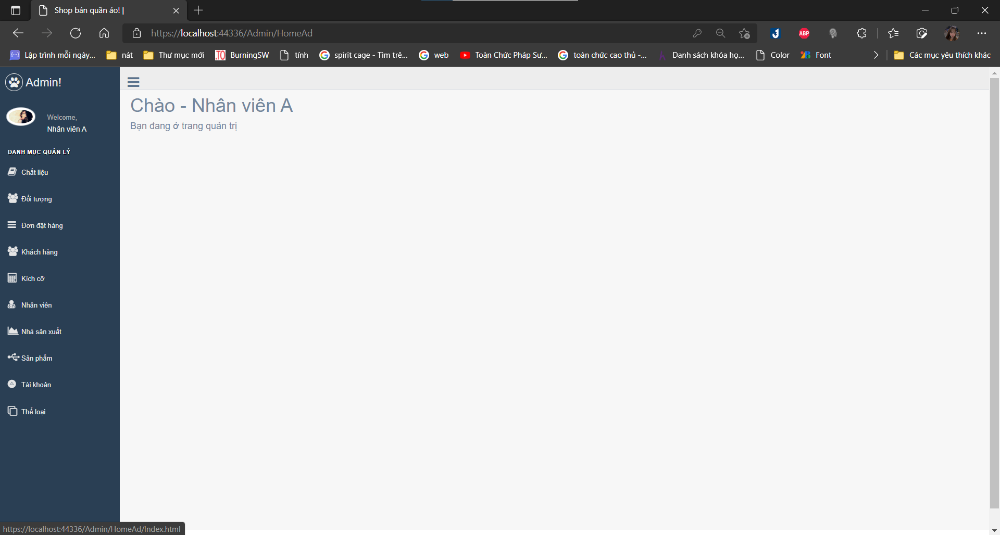 Shop bán quần áo! |
https://localhost:44336/Admin/HomeAd
ABP
Lập trình mỗi ngày...
nát
Thư mục mới
.TO BurningSW
tính
spirit cage - Tìm trê...
web
Toàn Chức Pháp Sư...
toàn chức cao thủ -...
Danh sách khóa họ...
Color
Font
Các mục yêu thích khác
Admin!
Welcome,
Nhân viên A
DANH MỤC QUẢN LÝ
Chất liệu
Đối tượng
Đơn đặt hàng
Khách hàng
Kích cỡ
Nhân viên
Nhà sản xuất
Sản phẩm
Tài khoản
Thể loại
Chào - Nhân viên A
Bạn đang ở trang quản trị
https://localhost:44336/Admin/HomeAd/Index.html